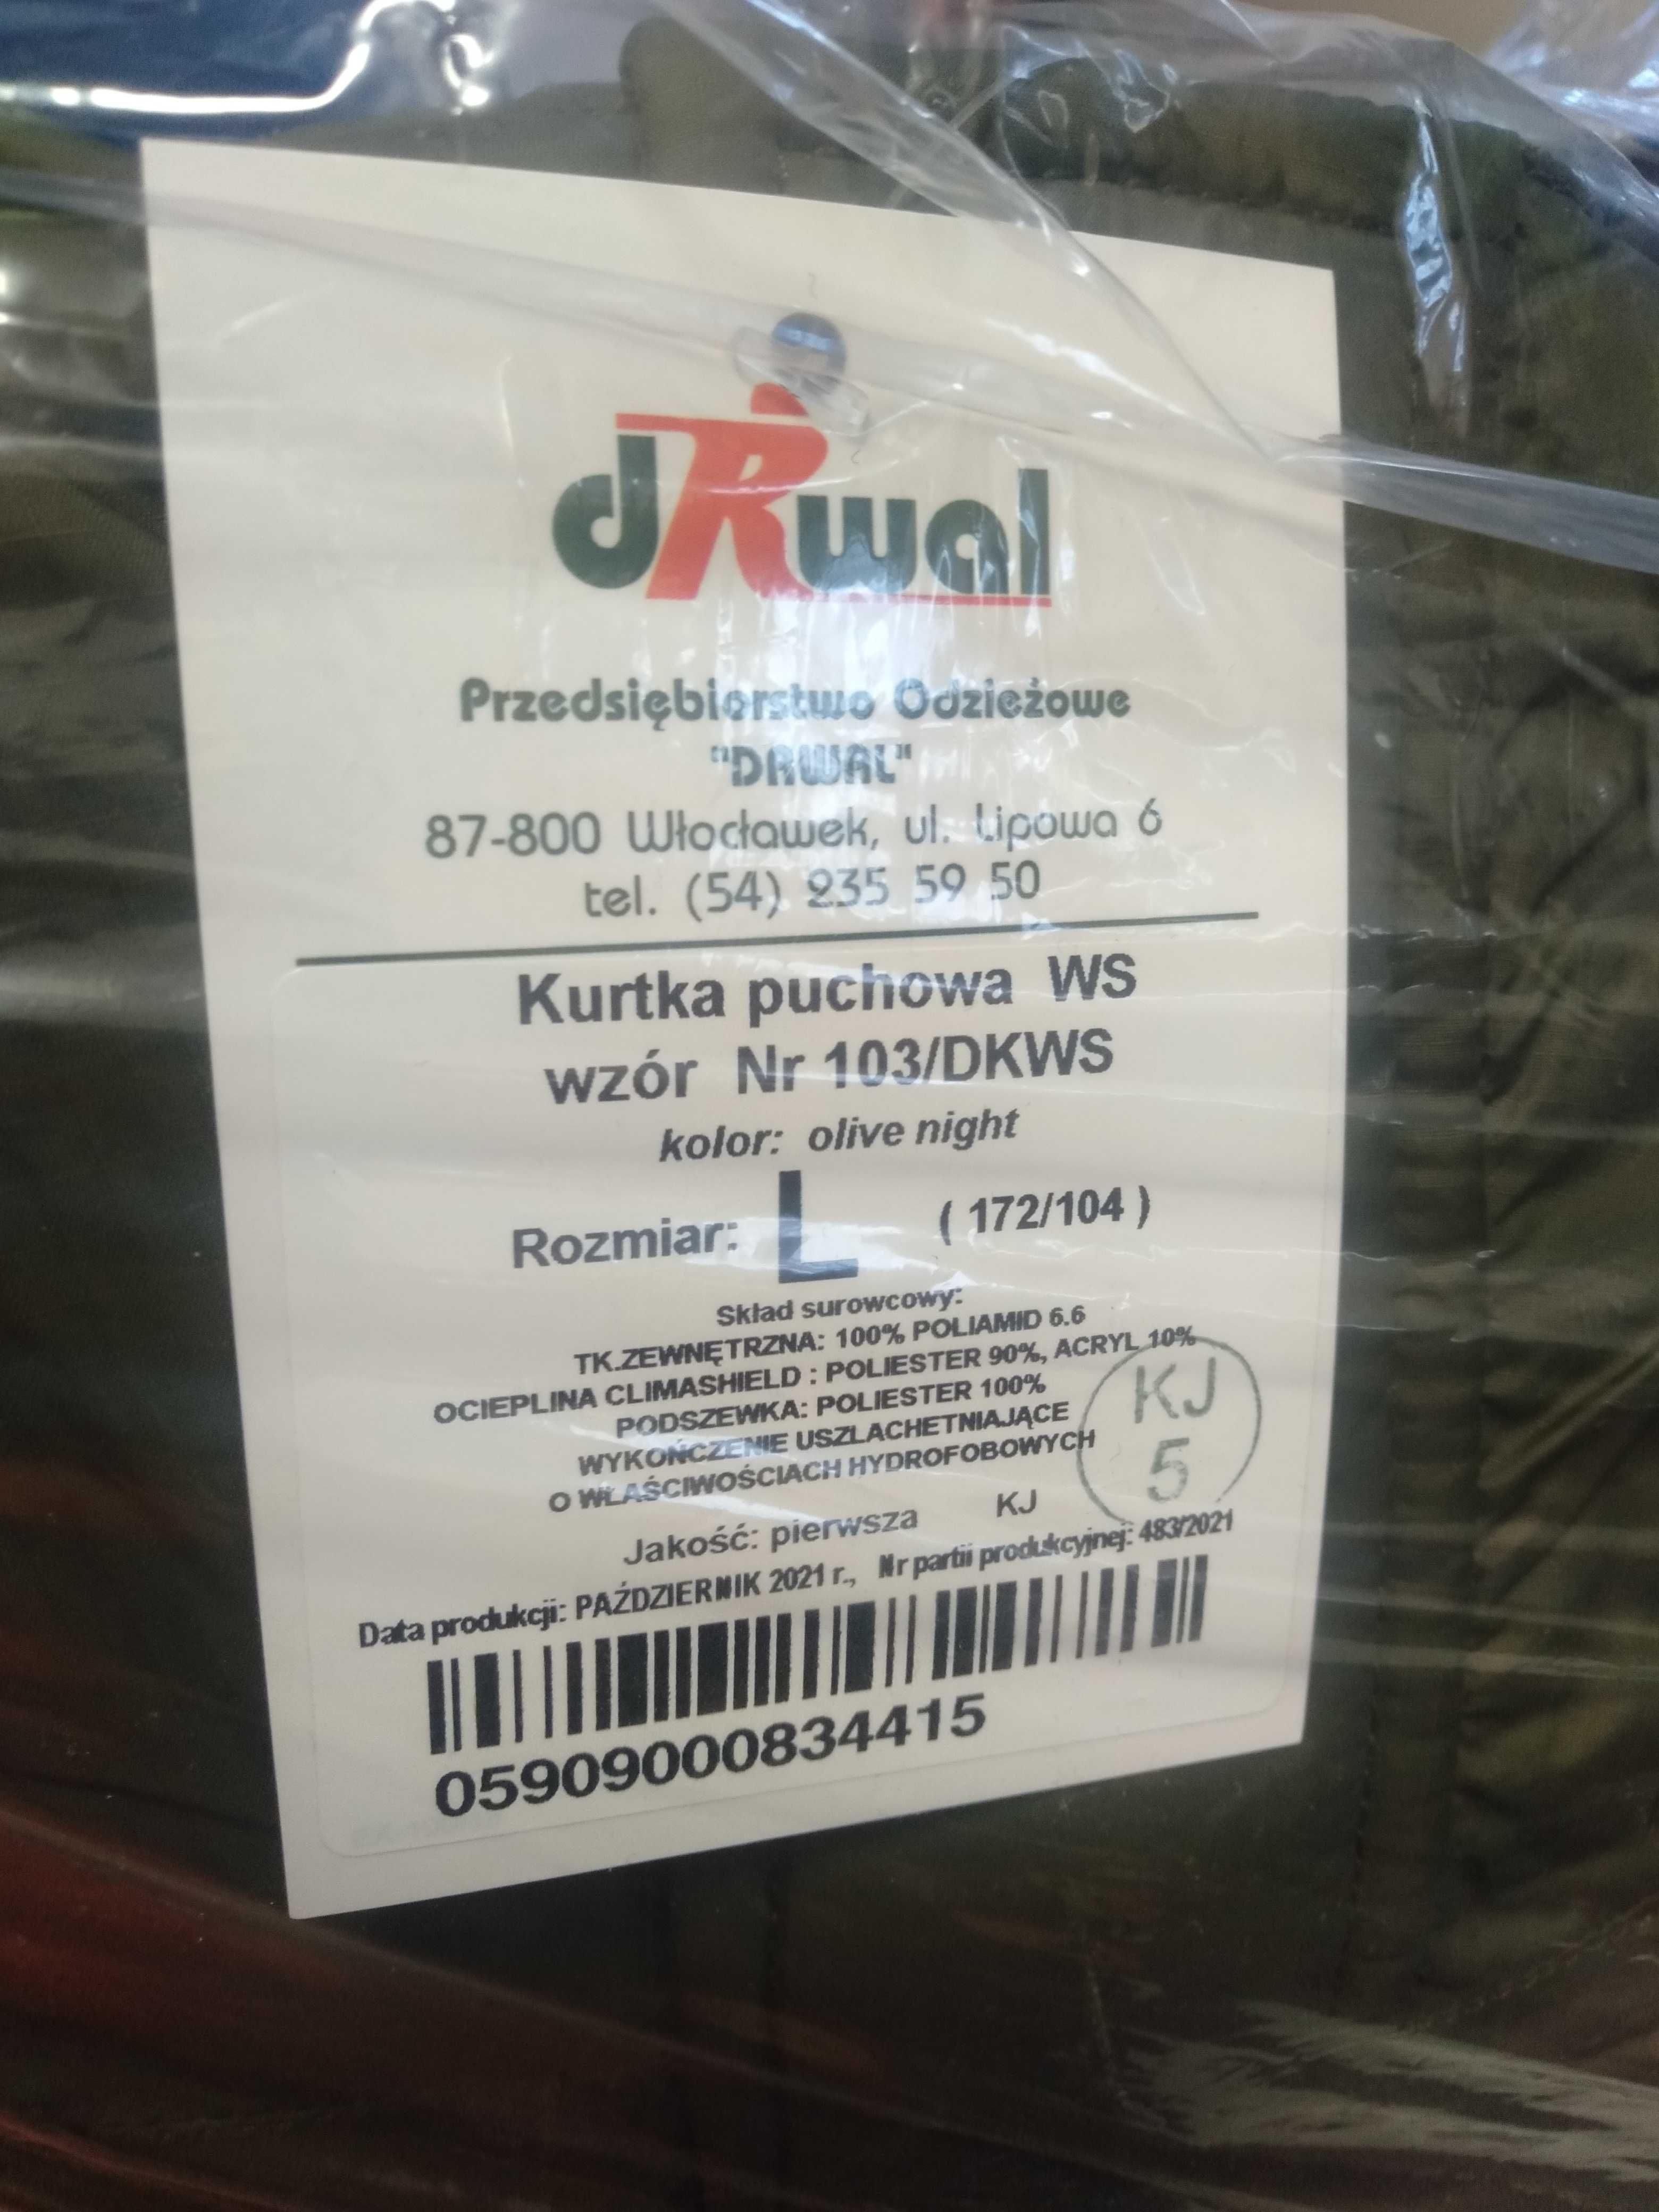 dRwal
Przedsiębiorstwo Odzieżowe
"DRWAL"
87-800 Włocławek, ul. Lipowa 6
tel. (54) 235 59 50
Kurtka puchowa WS
wzór Nr 103/DKWS
kolor: olive night
Rozmiar: L ( 172/104 )
Skład surowcowy:
TK.ZEWNĘTRZNA: 100% POLIAMID 6.6
OCIEPLINA CLIMASHIELD : POLIESTER 90%, ACRYL 10%
PODSZEWKA: POLIESTER 100%
WYKOŃCZENIE USZLACHETNIAJĄCE
O WŁAŚCIWOŚCIACH HYDROFOBOWYCH
KJ
5
Jakość: pierwsza KJ
Data produkcji: PAŹDZIERNIK 2021 r., Nr partii produkcyjnej: 483/2021
05909000834415